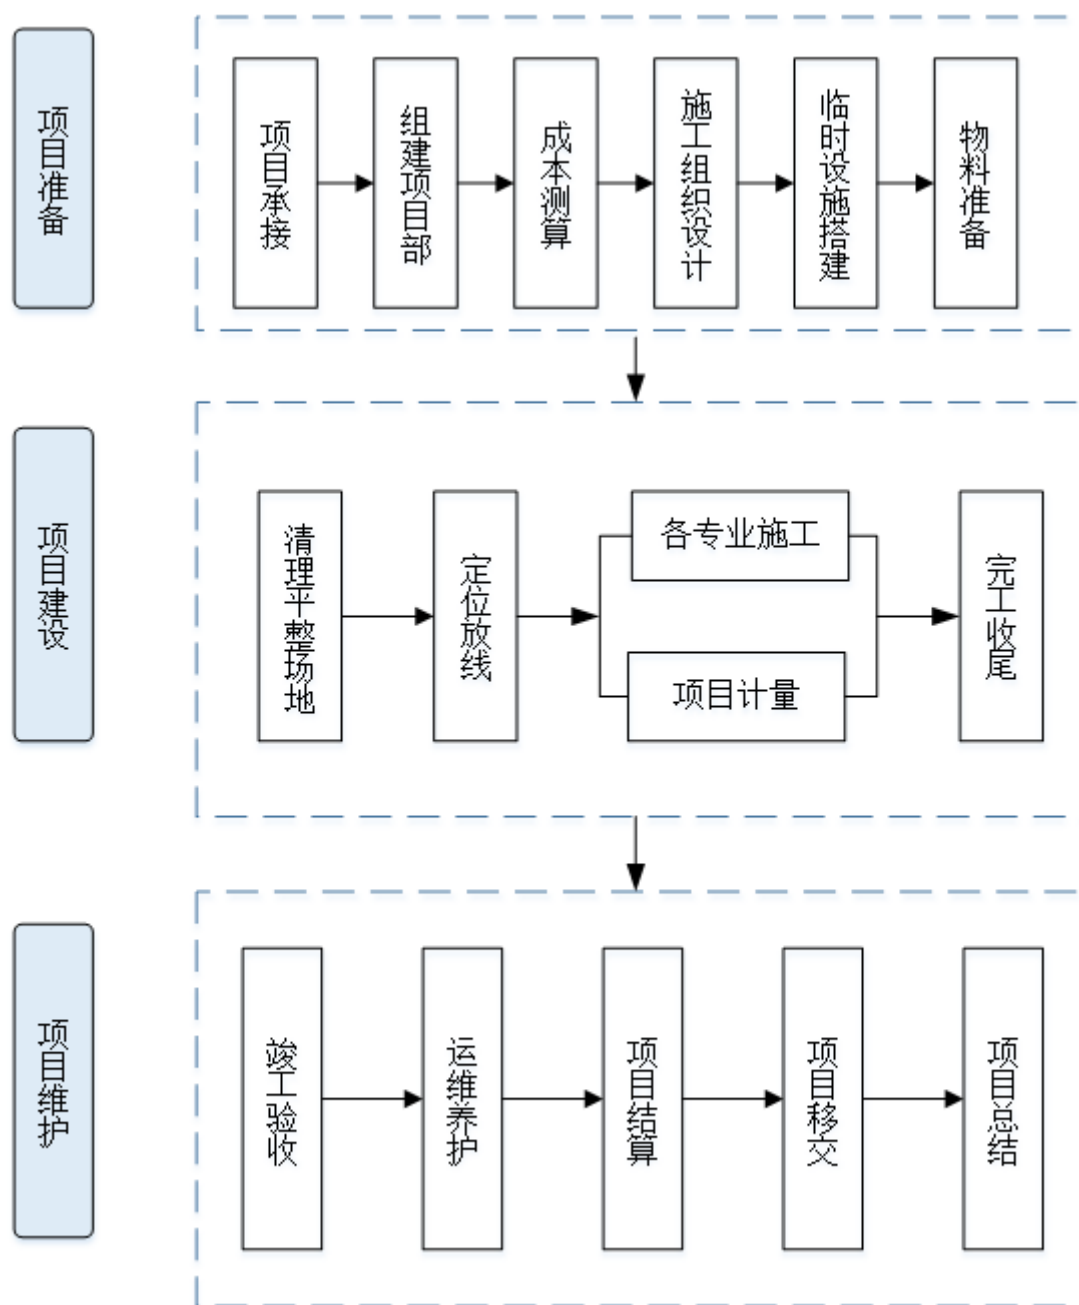 项目准备
项目承接
组建项目部
成本测算
施工组织设计
临时设施搭建
物料准备
项目建设
清理平整场地
定位放线
各专业施工
项目计量
完工收尾
项目维护
竣工验收
运维养护
项目结算
项目移交
项目总结